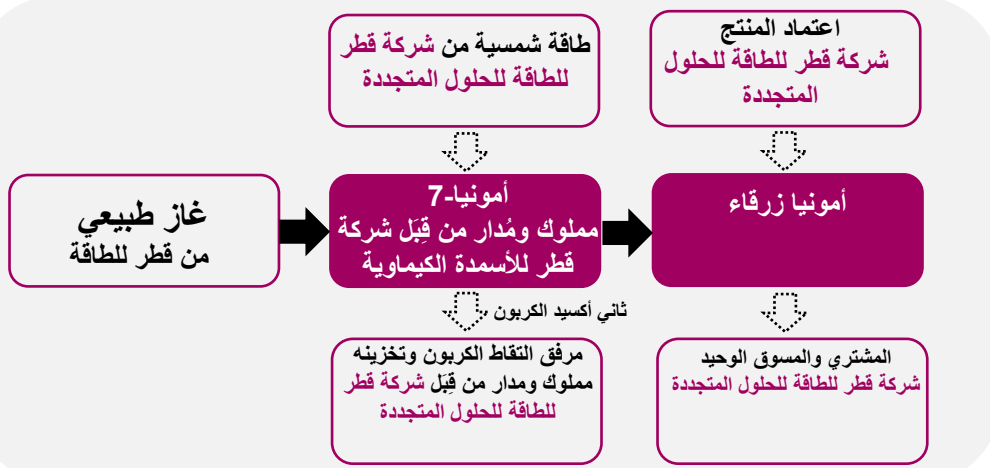 اعتماد المنتج
شركة قطر للطاقة للحلول
المتجددة
طاقة شمسية من شركة قطر
للطاقة للحلول المتجددة
أمونيا زرقاء
أمونيا-7
مملوك ومُدار من قِبَل شركة
قطر للأسمدة الكيماوية
غاز طبيعي
من قطر للطاقة
ثاني أكسيد الكربون
المشتري والمسوق الوحيد
شركة قطر للطاقة للحلول المتجددة
مرفق التقاط الكربون وتخزينه
مملوك ومدار من قِبَل شركة قطر
للطاقة للحلول المتجددة